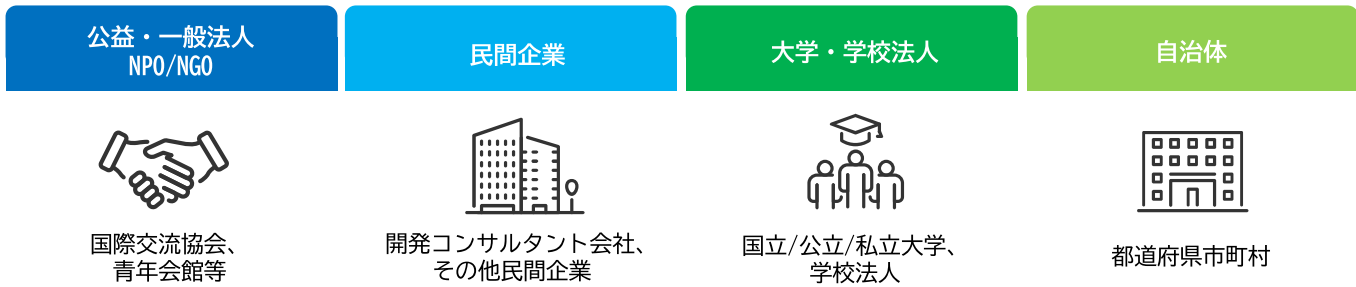 公益・一般法人
NPO/NGO
民間企業
大学・学校法人
自治体
国際交流協会、
青年会館等
開発コンサルタント会社、
その他民間企業
国立/公立/私立大学、
学校法人
都道府県市町村